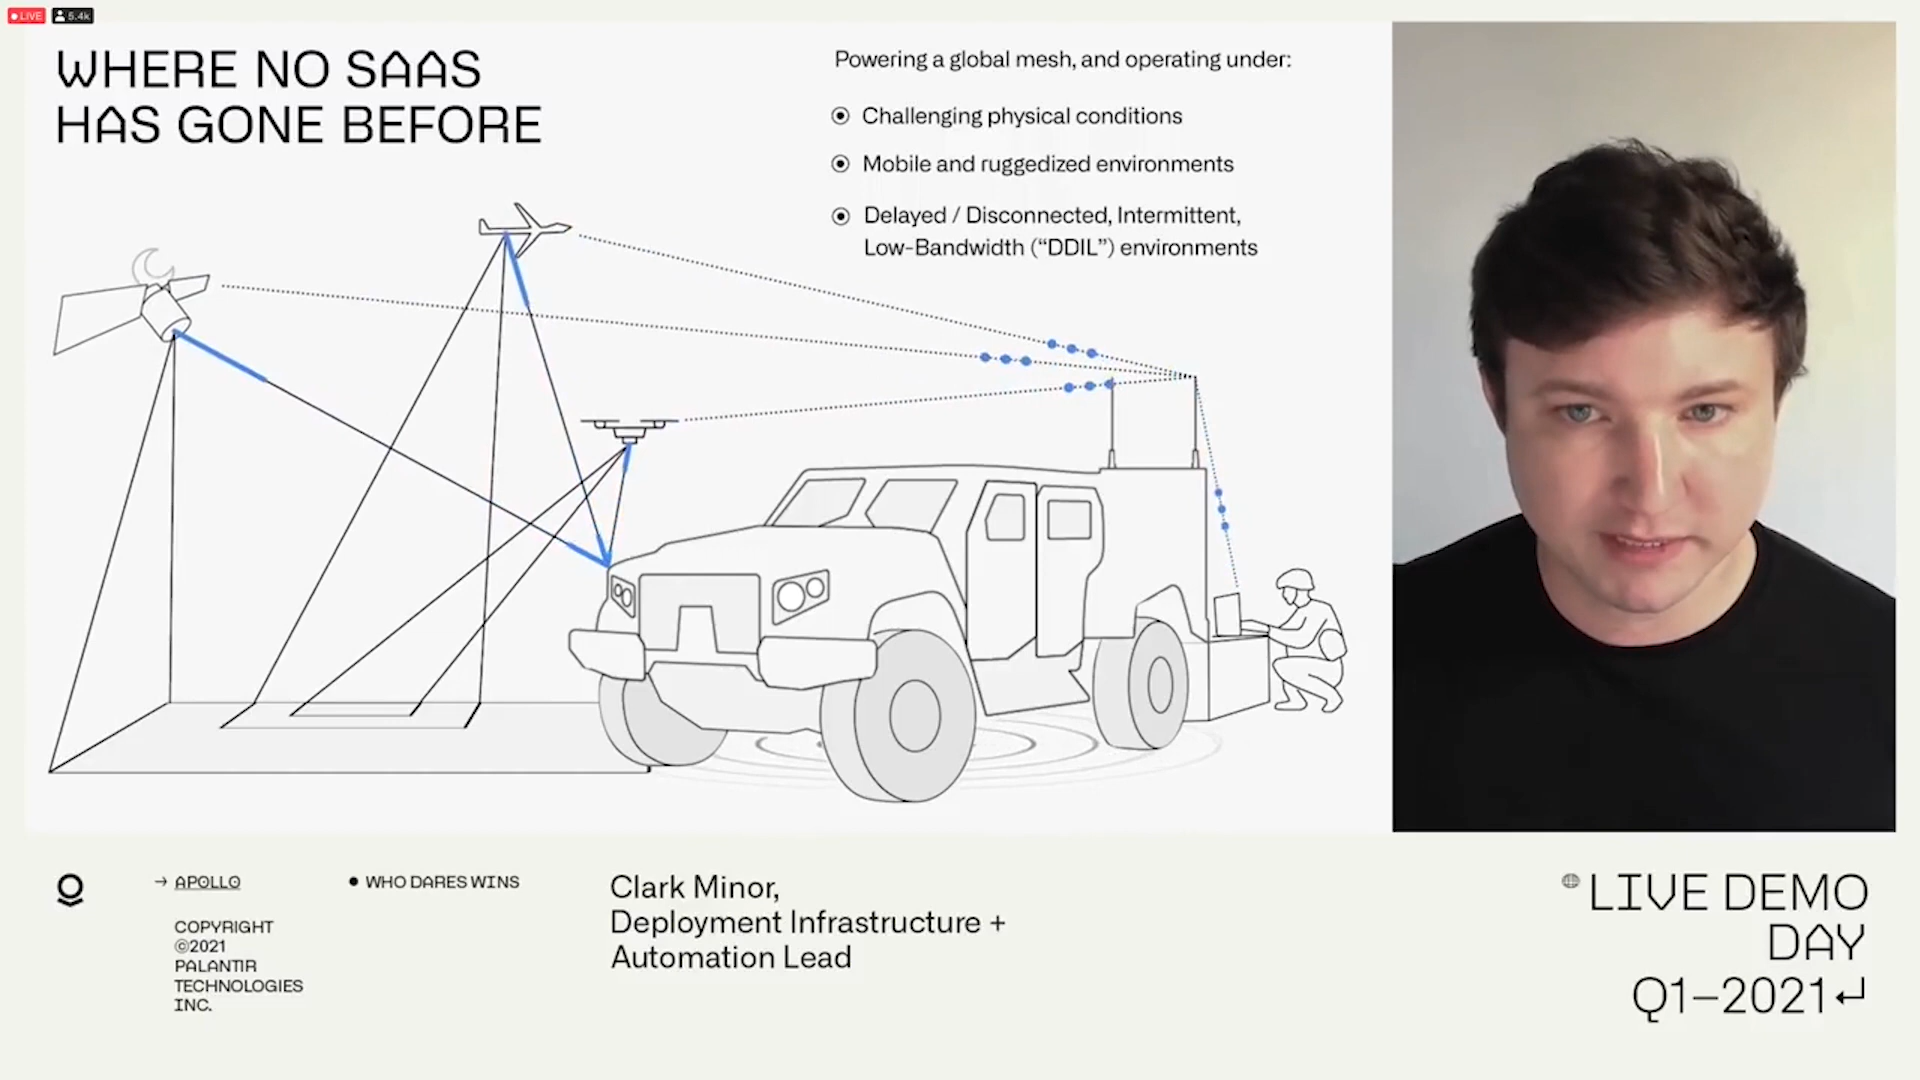 LIVE
5.4k
WHERE NO SAAS
HAS GONE BEFORE
Powering a global mesh, and operating under:
Challenging physical conditions
Mobile and ruggedized environments
Delayed / Disconnected, Intermittent,
Low-Bandwidth (“DDIL”) environments
→ APOLLO
• WHO DARES WINS
COPYRIGHT
©2021
PALANTIR
TECHNOLOGIES
INC.
Clark Minor,
Deployment Infrastructure +
Automation Lead
LIVE DEMO
DAY
Q1–2021↵